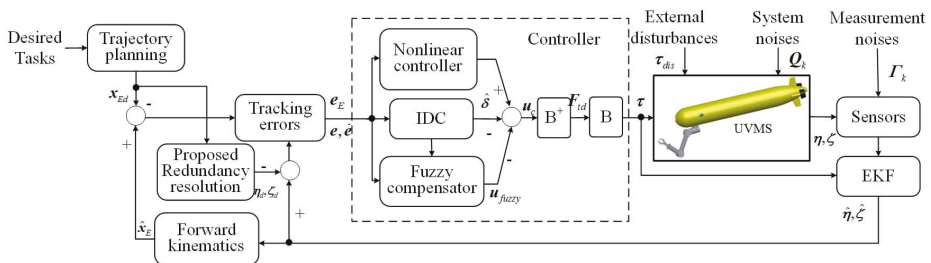 Desired
Tasks
Trajectory
planning
x_Ed
-
+
Tracking
errors
Proposed
Redundancy
resolution
-
η_d, ζ_d
+
x̂_E
Forward
kinematics
e_E
e, ė
Controller
Nonlinear
controller
+
IDC
δ̂
-
Fuzzy
compensator
-
u_fuzzy
u_c
B⁺
F_td
B
τ
External
disturbances
τ_dis
System
noises
Q_k
Measurement
noises
Γ_k
UVMS
η, ζ
Sensors
EKF
η̂, ζ̂